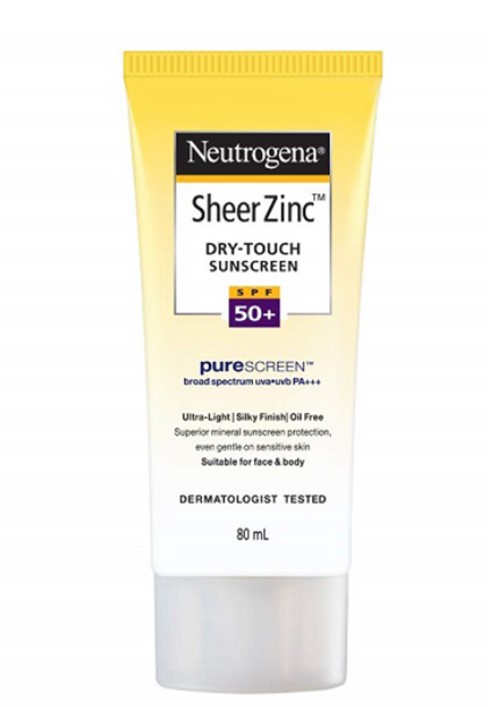 Neutrogena®
Sheer Zinc™
DRY-TOUCH
SUNSCREEN
SPF
50+
purescreen™
broad spectrum uva•uvb PA+++
Ultra-Light | Silky Finish| Oil Free
Superior mineral sunscreen protection,
even gentle on sensitive skin
Suitable for face & body
DERMATOLOGIST TESTED
80 mL